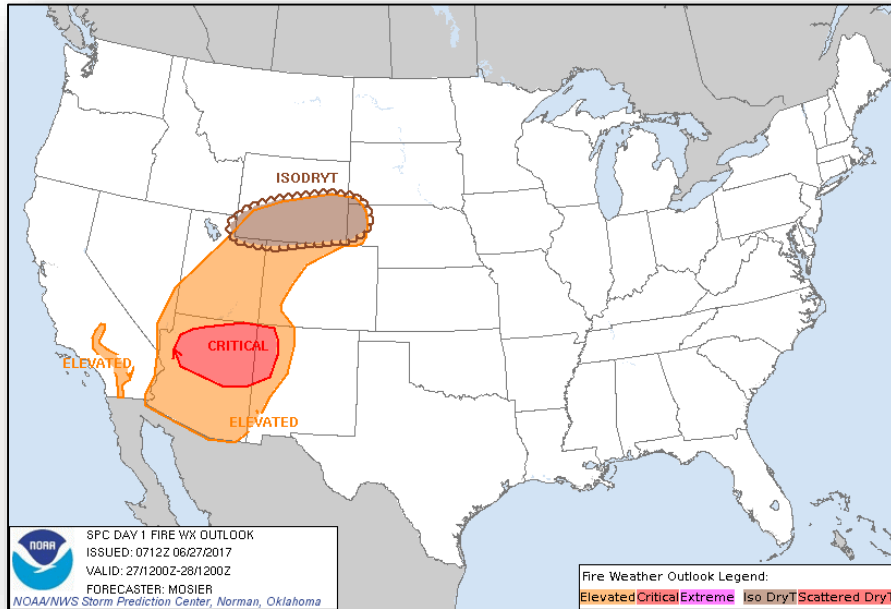 ISODRYT
CRITICAL
ELEVATED
ELEVATED
NOAA
SPC DAY 1 FIRE WX OUTLOOK
ISSUED: 0712Z 06/27/2017
VALID: 27/1200Z-28/1200Z
FORECASTER: MOSIER
NOAA/NWS Storm Prediction Center, Norman, Oklahoma
Fire Weather Outlook Legend:
Elevated Critical Extreme Iso DryT Scattered DryT